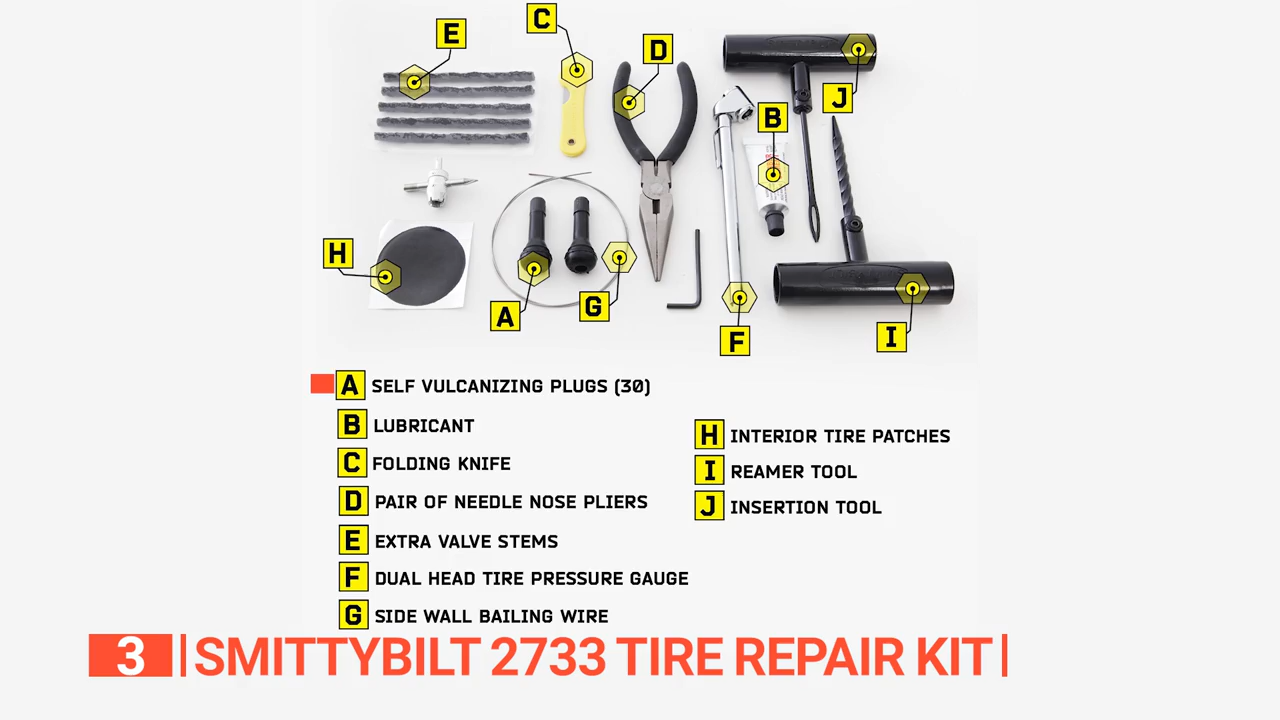 C
E
D
J
B
H
A
G
F
I
A SELF VULCANIZING PLUGS (30)
B LUBRICANT
C FOLDING KNIFE
D PAIR OF NEEDLE NOSE PLIERS
E EXTRA VALVE STEMS
F DUAL HEAD TIRE PRESSURE GAUGE
G SIDE WALL BAILING WIRE
H INTERIOR TIRE PATCHES
I REAMER TOOL
J INSERTION TOOL
3 SMITTYBILT 2733 TIRE REPAIR KIT